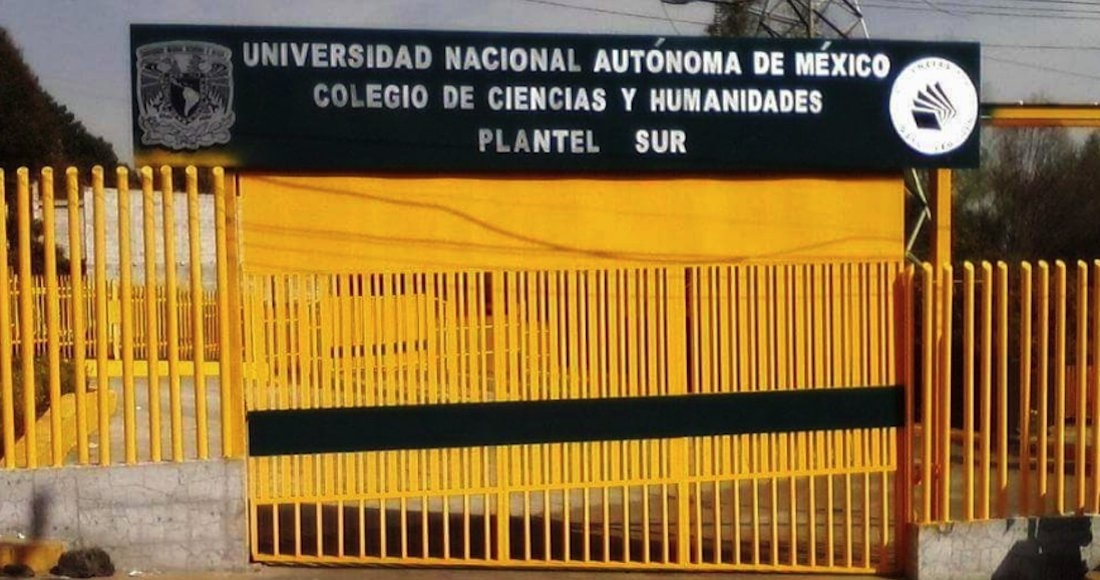 UNIVERSIDAD NACIONAL AUTÓNOMA DE MÉXICO
COLEGIO DE CIENCIAS Y HUMANIDADES
PLANTEL SUR